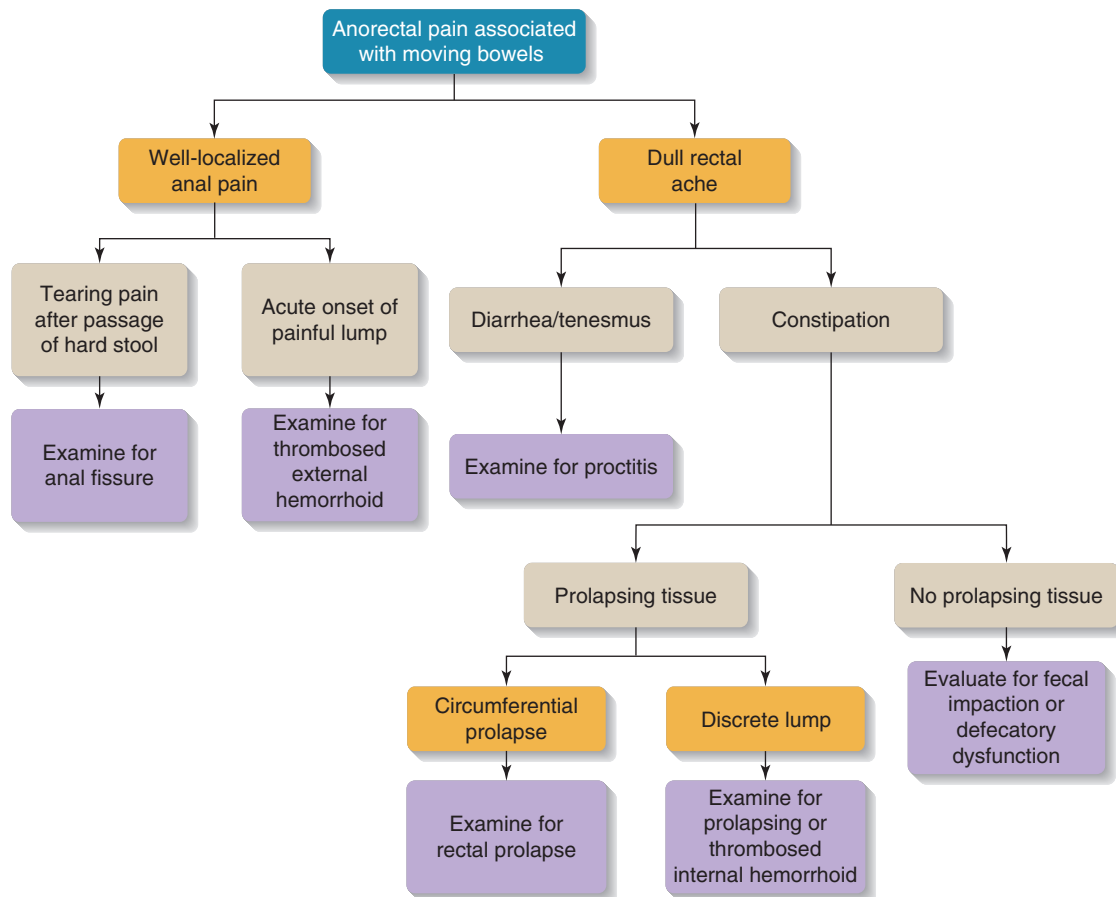 Anorectal pain associated
with moving bowels
Well-localized
anal pain
Dull rectal
ache
Tearing pain
after passage
of hard stool
Acute onset of
painful lump
Diarrhea/tenesmus
Constipation
Examine for
anal fissure
Examine for
thrombosed
external
hemorrhoid
Examine for proctitis
Prolapsing tissue
No prolapsing tissue
Circumferential
prolapse
Discrete lump
Evaluate for fecal
impaction or
defecatory
dysfunction
Examine for
rectal prolapse
Examine for
prolapsing or
thrombosed
internal hemorrhoid